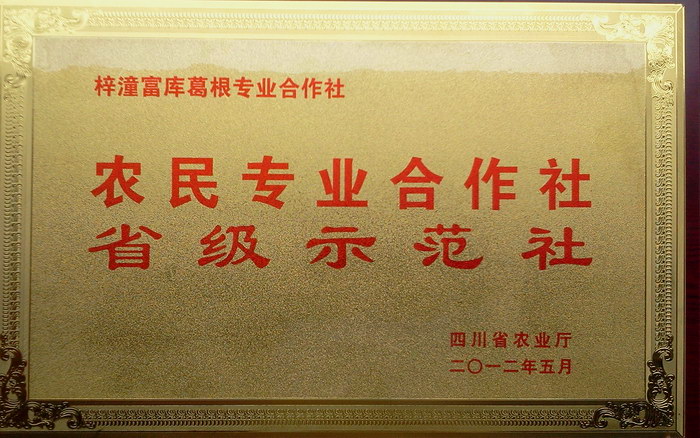 梓潼富库葛根专业合作社
农民专业合作社
省级示范社
四川省农业厅
二〇一二年五月